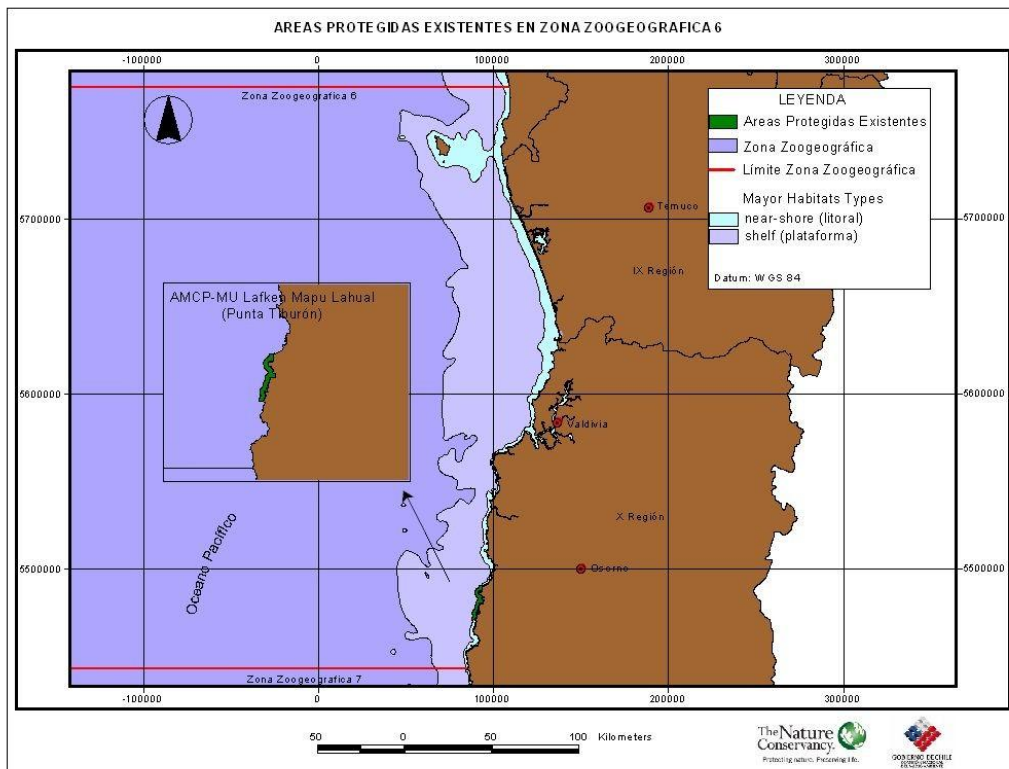 AREAS PROTEGIDAS EXISTENTES EN ZONA ZOOGEOGRAFICA 6
-100000 0 100000 200000 300000
Zona Zoogeografica 6
LEYENDA
Areas Protegidas Existentes
Zona Zoogeográfica
Límite Zona Zoogeográfica
Mayor Habitats Types
near-shore (litoral)
shelf (plataforma)
Datum: WGS 84
5700000
Temuco
5700000
IX Región
AMCP-MU Lafken Mapu Lahual
(Punta Tiburón)
5600000
5600000
Valdivia
X Región
Oceano Pacífico
5500000
Osorno
5500000
Zona Zoogeografica 7
-100000 0 100000 200000 300000
50 0 50 100 Kilometers
The Nature
Conservancy.
Protecting nature. Preserving life.
GOBIERNO DE CHILE